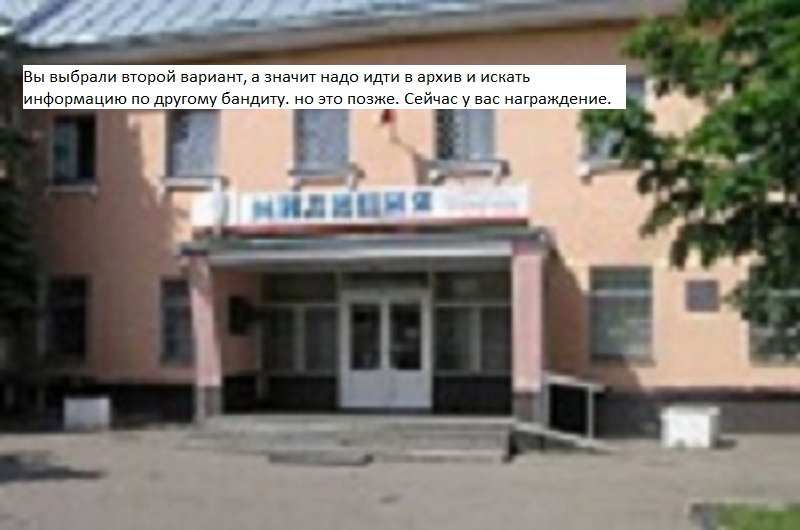 Вы выбрали второй вариант, а значит надо идти в архив и искать
информацию по другому бандиту. но это позже. Сейчас у вас награждение.
милиция